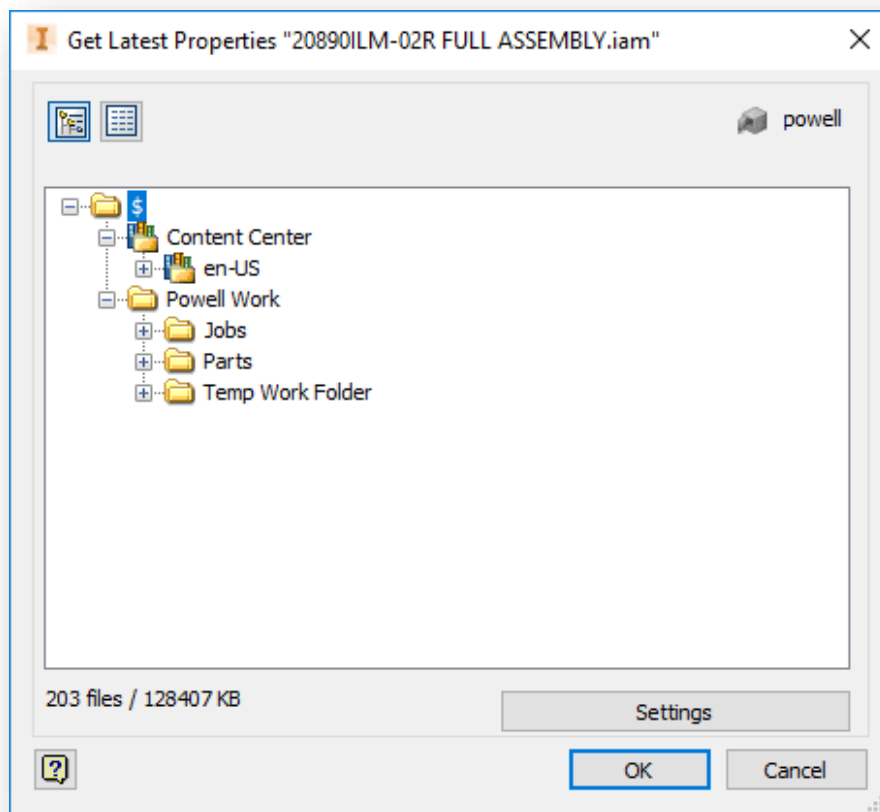 Get Latest Properties "20890ILM-02R FULL ASSEMBLY.iam"
powell
$
Content Center
en-US
Powell Work
Jobs
Parts
Temp Work Folder
203 files / 128407 KB
Settings
OK
Cancel